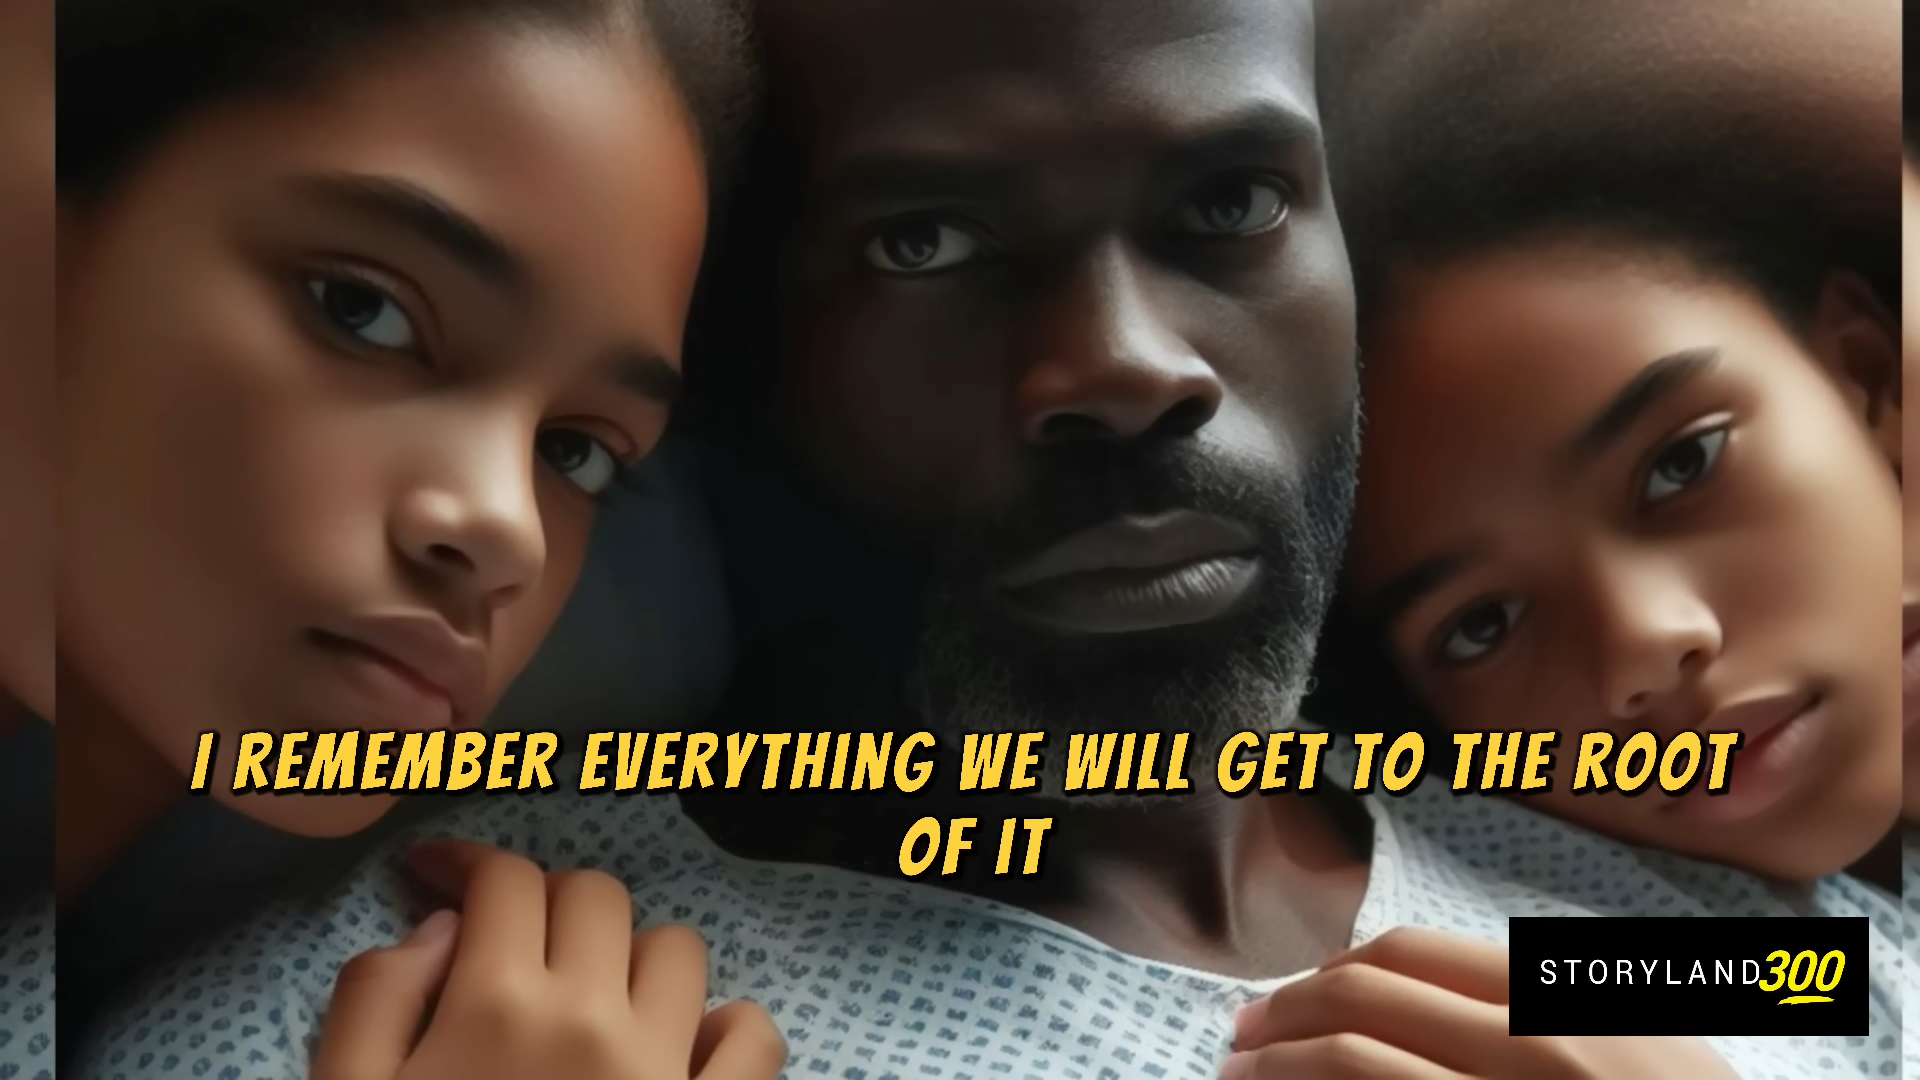 I REMEMBER EVERYTHING WE WILL GET TO THE ROOT
OF IT
STORYLAND300